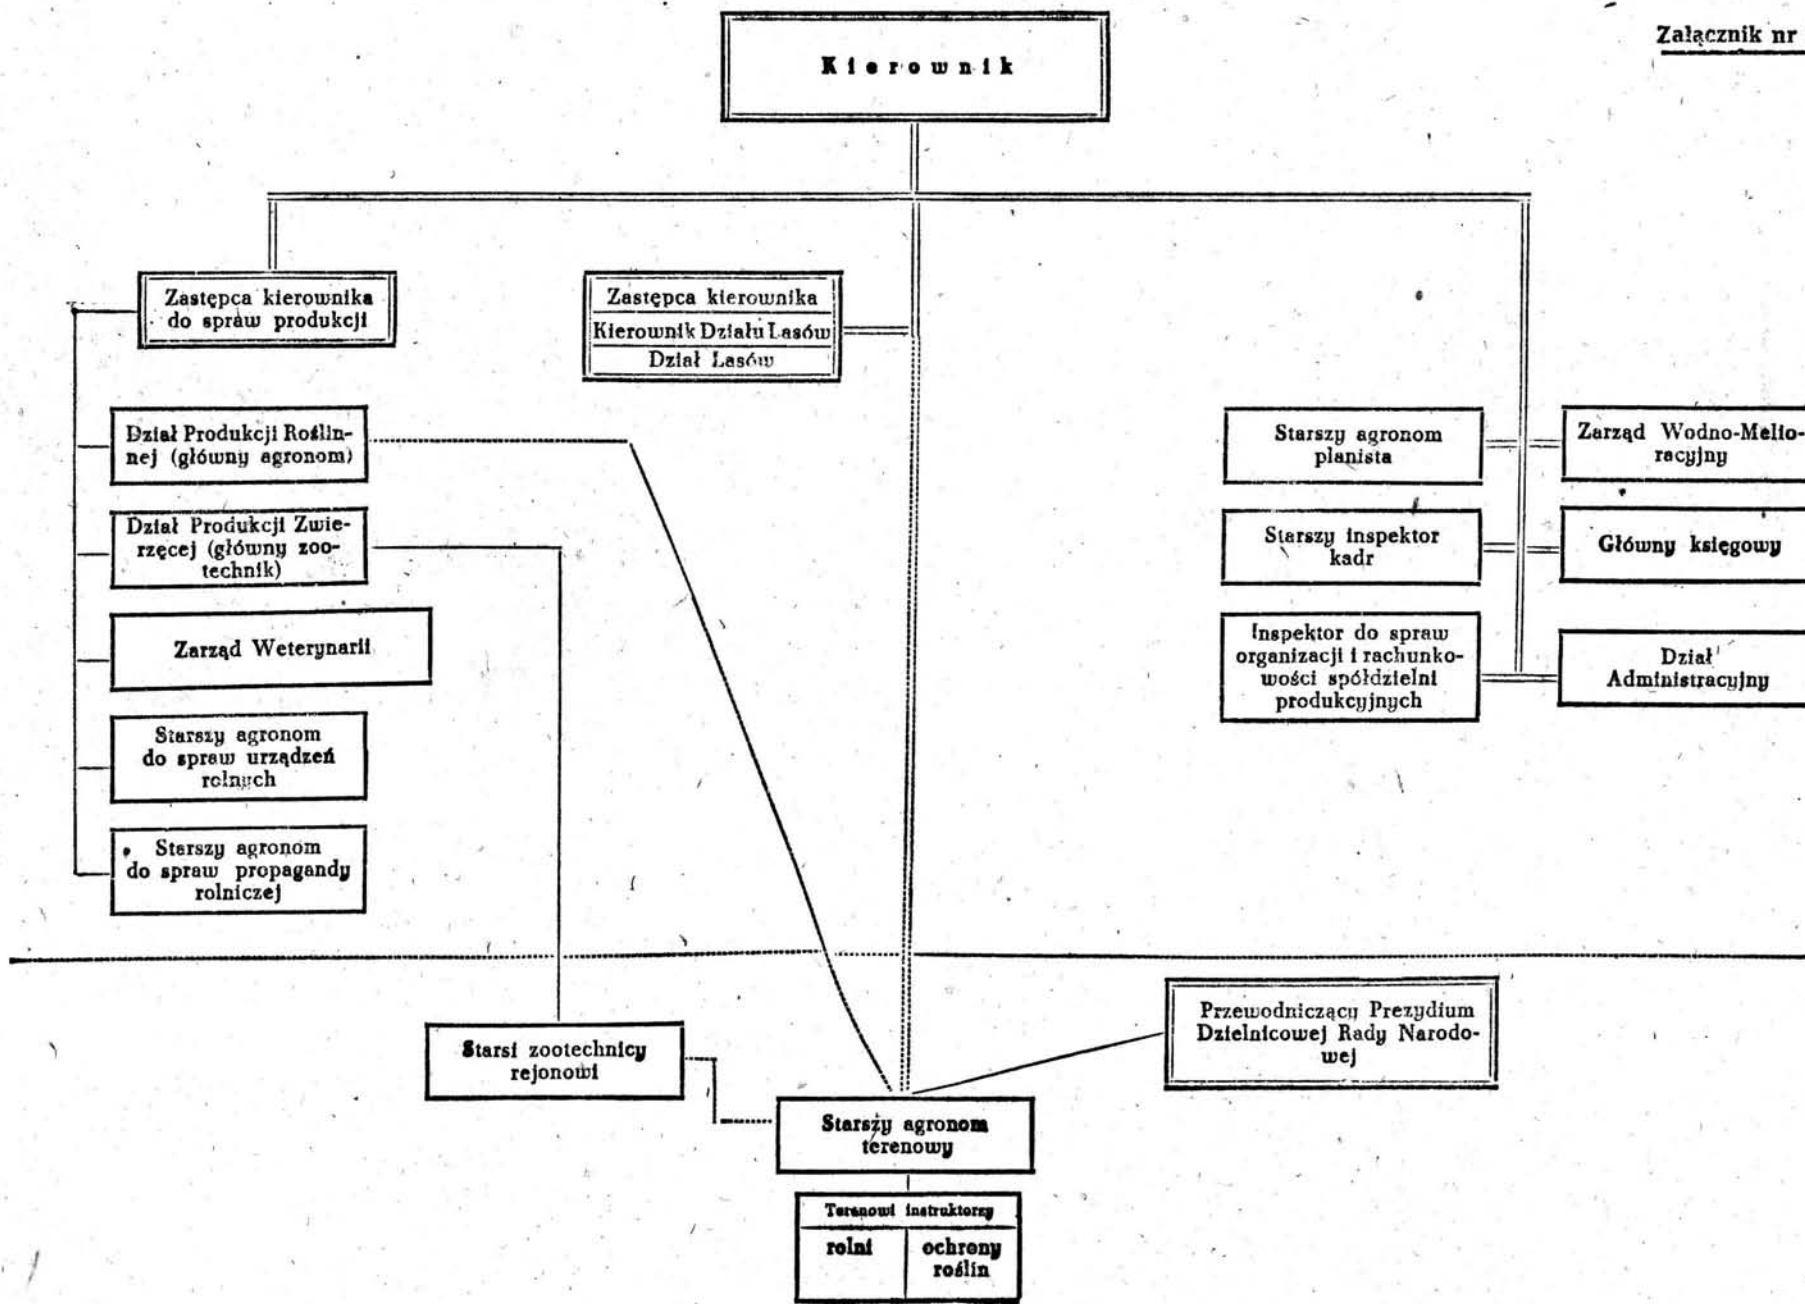 Załącznik nr
Kierownik
Zastępca kierownika
do spraw produkcji
Zastępca kierownika
Kierownik Działu Lasów
Dział Lasów
Dział Produkcji Roślin-
nej (główny agronom)
Dział Produkcji Zwie-
rzęcej (główny zoo-
technik)
Zarząd Weterynarii
Starszy agronom
do spraw urządzeń
rolnych
Starszy agronom
do spraw propagandy
rolniczej
Starszy agronom
planista
Zarząd Wodno-Melio-
racyjny
Starszy inspektor
kadr
Główny księgowy
Inspektor do spraw
organizacji i rachunko-
wości spółdzielni
produkcyjnych
Dział
Administracyjny
Starsi zootechnicy
rejonowi
Przewodniczący Prezydium
Dzielnicowej Rady Narodo-
wej
Starszy agronom
terenowy
Terenowi instruktorzy
rolni
ochrony
roślin